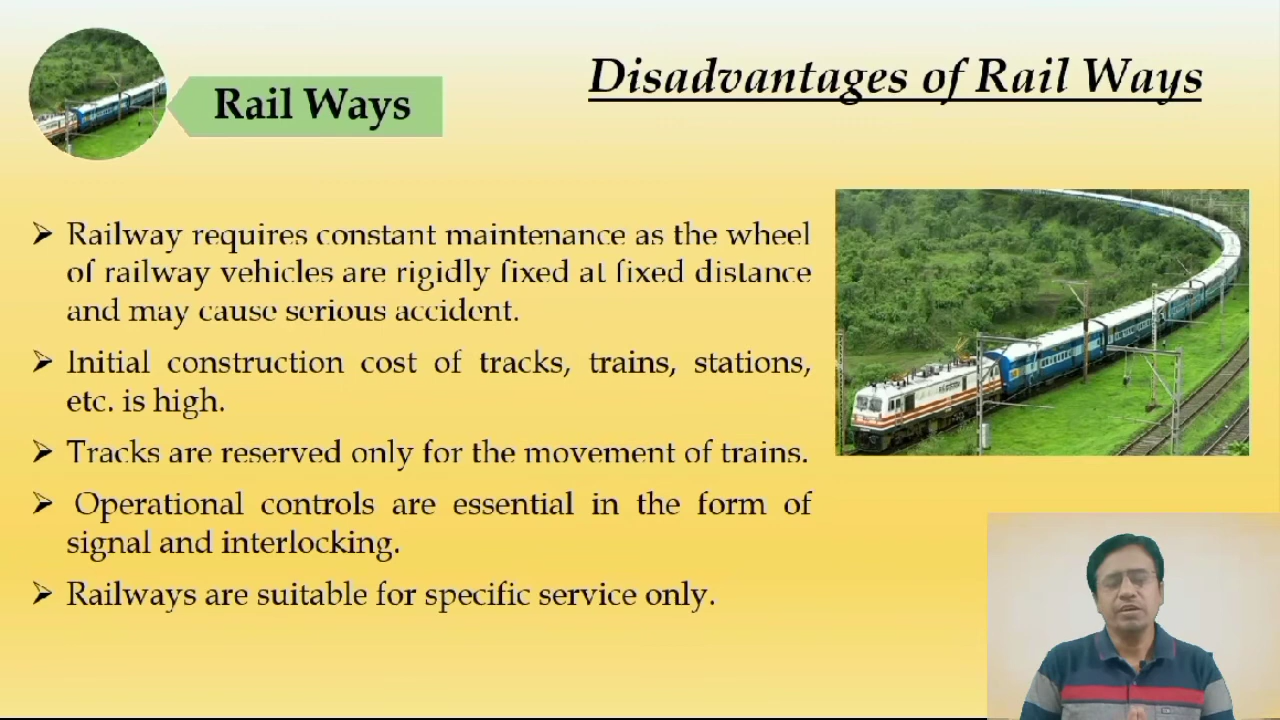 Rail Ways
Disadvantages of Rail Ways
➢ Railway requires constant maintenance as the wheel
of railway vehicles are rigidly fixed at fixed distance
and may cause serious accident.
➢ Initial construction cost of tracks, trains, stations,
etc. is high.
➢ Tracks are reserved only for the movement of trains.
➢ Operational controls are essential in the form of
signal and interlocking.
➢ Railways are suitable for specific service only.